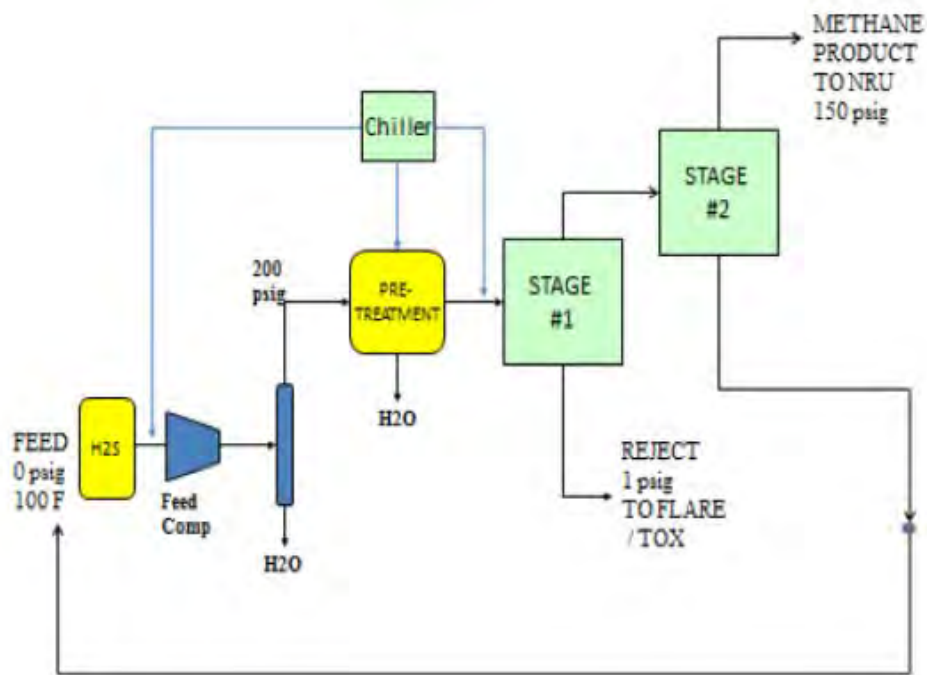 METHANE
PRODUCT
TO NRU
150 psig
Chiller
STAGE
#2
200
psig
PRE-
TREATMENT
STAGE
#1
H2O
FEED
0 psig
100 F
H2S
Feed
Comp
H2O
REJECT
1 psig
TO FLARE
/ TOX